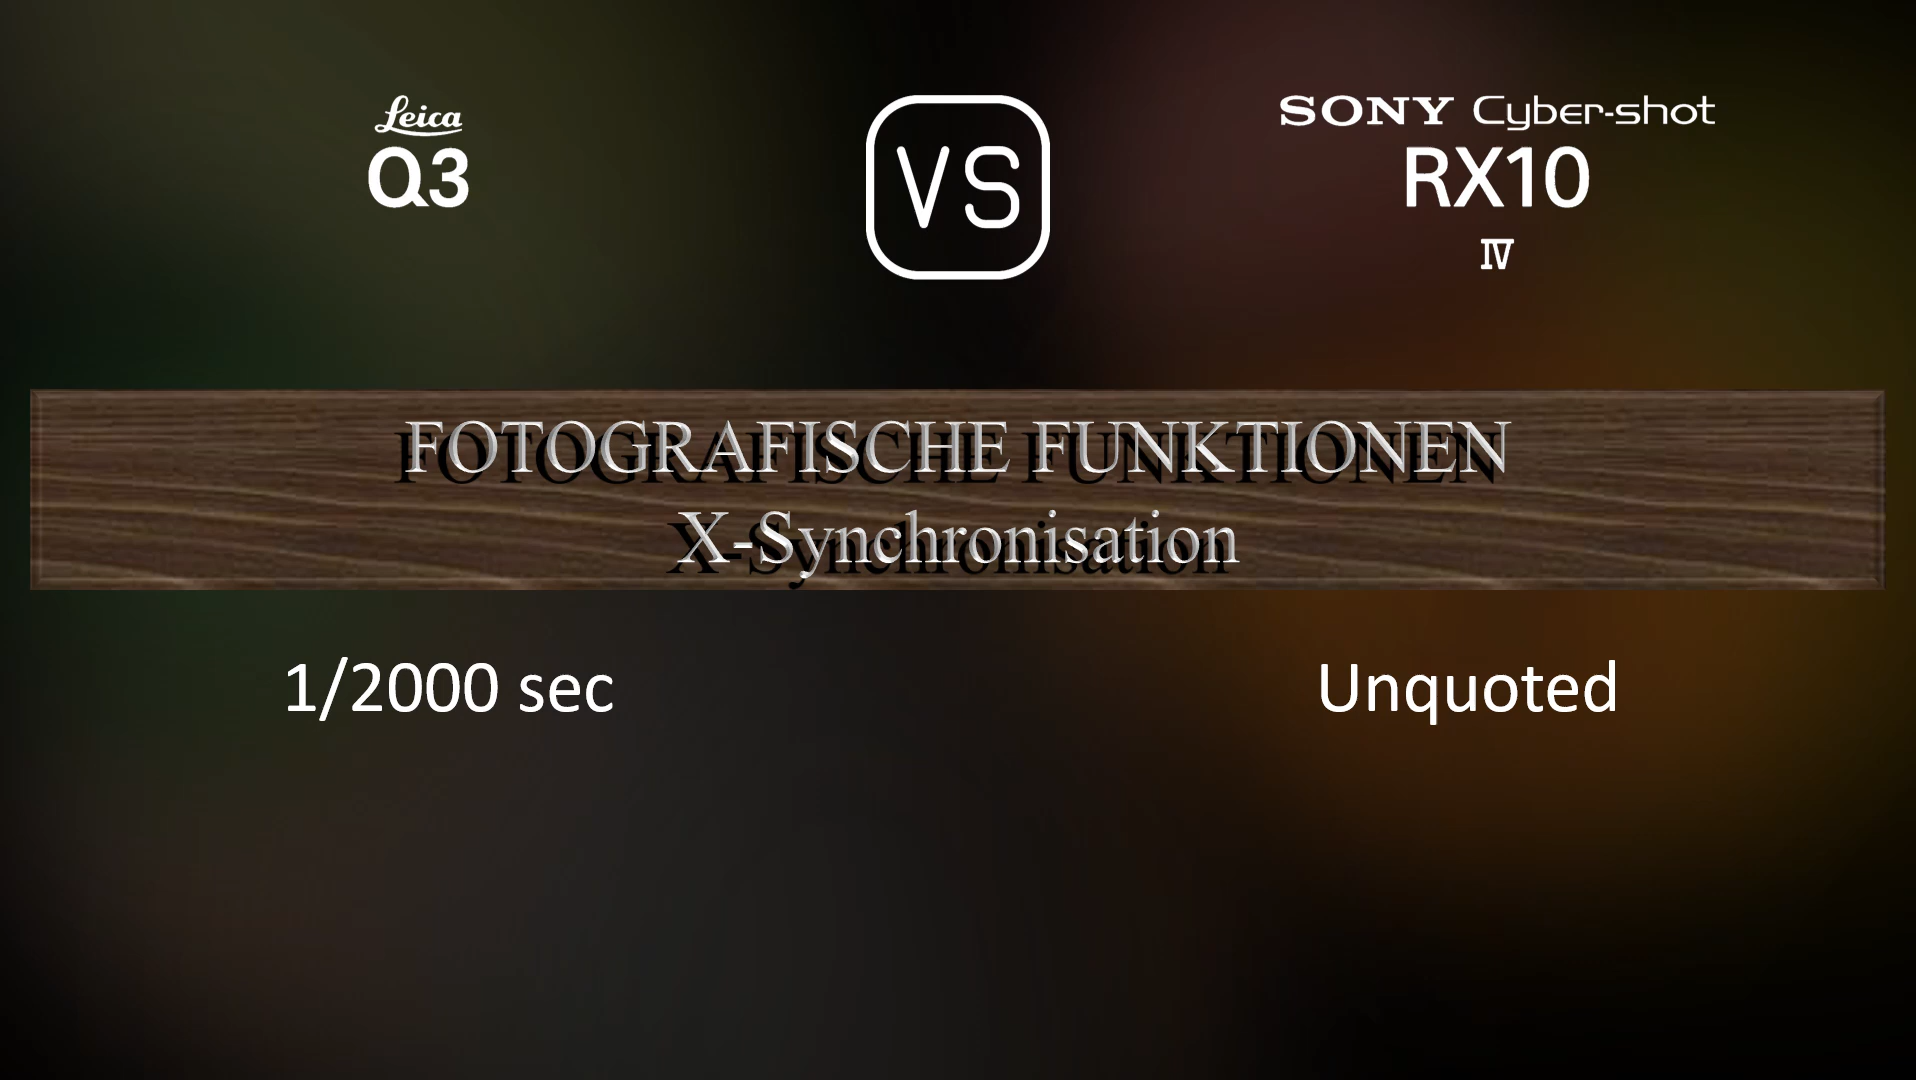 Leica
Q3
VS
SONY Cyber-shot
RX10
IV
FOTOGRAFISCHE FUNKTIONEN
X-Synchronisation
1/2000 sec
Unquoted